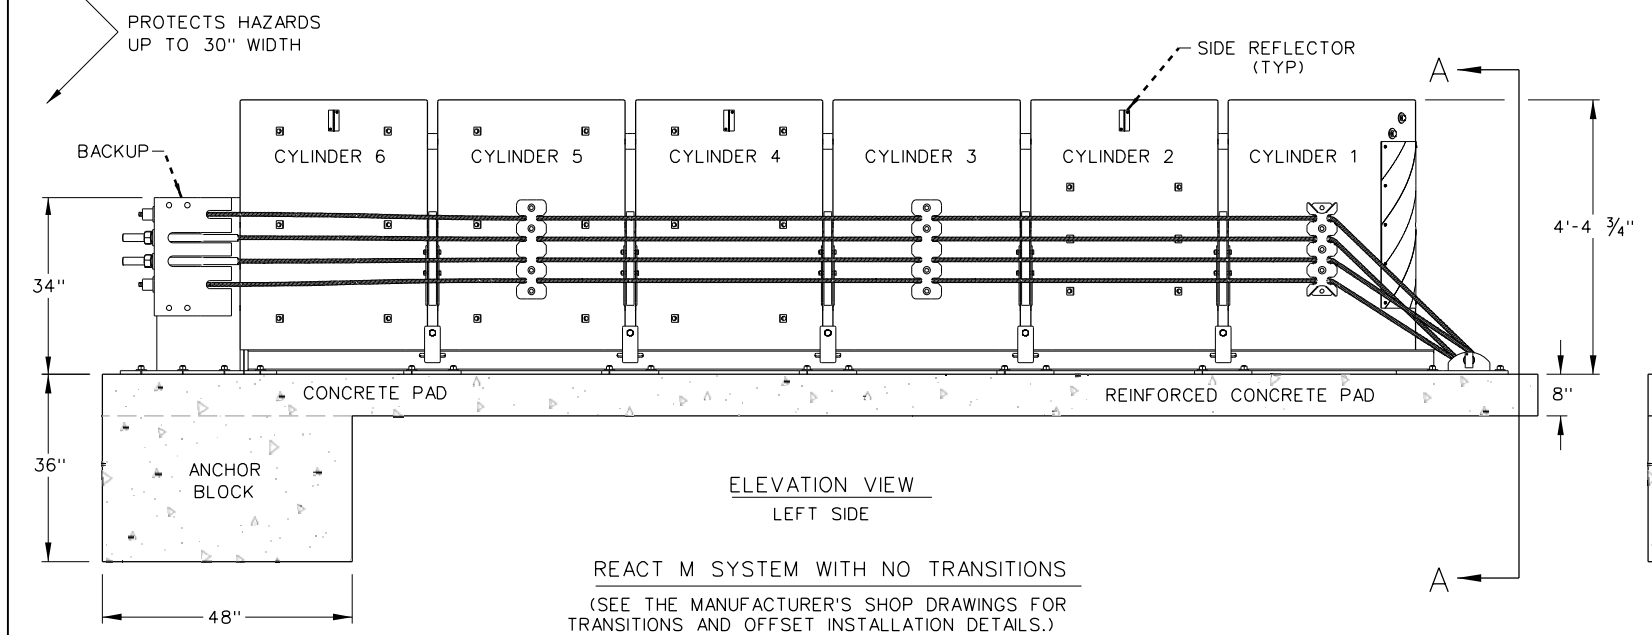 PROTECTS HAZARDS
UP TO 30" WIDTH
SIDE REFLECTOR
(TYP)
A
BACKUP
CYLINDER 6
CYLINDER 5
CYLINDER 4
CYLINDER 3
CYLINDER 2
CYLINDER 1
4'-4 3/4"
34"
CONCRETE PAD
REINFORCED CONCRETE PAD
8"
36"
ANCHOR
BLOCK
ELEVATION VIEW
LEFT SIDE
REACT M SYSTEM WITH NO TRANSITIONS
A
(SEE THE MANUFACTURER'S SHOP DRAWINGS FOR
TRANSITIONS AND OFFSET INSTALLATION DETAILS.)
48"